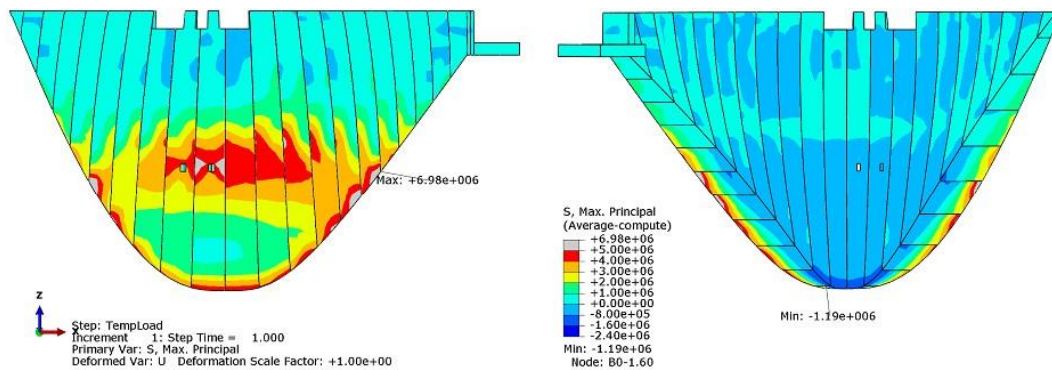 Max: +6.98e+006
z
x
Step: TempLoad
Increment 1: Step Time = 1.000
Primary Var: S, Max. Principal
Deformed Var: U Deformation Scale Factor: +1.00e+00
S, Max. Principal
(Average-compute)
+6.98e+06
+5.00e+06
+4.00e+06
+3.00e+06
+2.00e+06
+1.00e+06
+0.00e+00
-8.00e+05
-1.60e+06
-2.40e+06
Min: -1.19e+06
Node: B0-1.60
Min: -1.19e+006